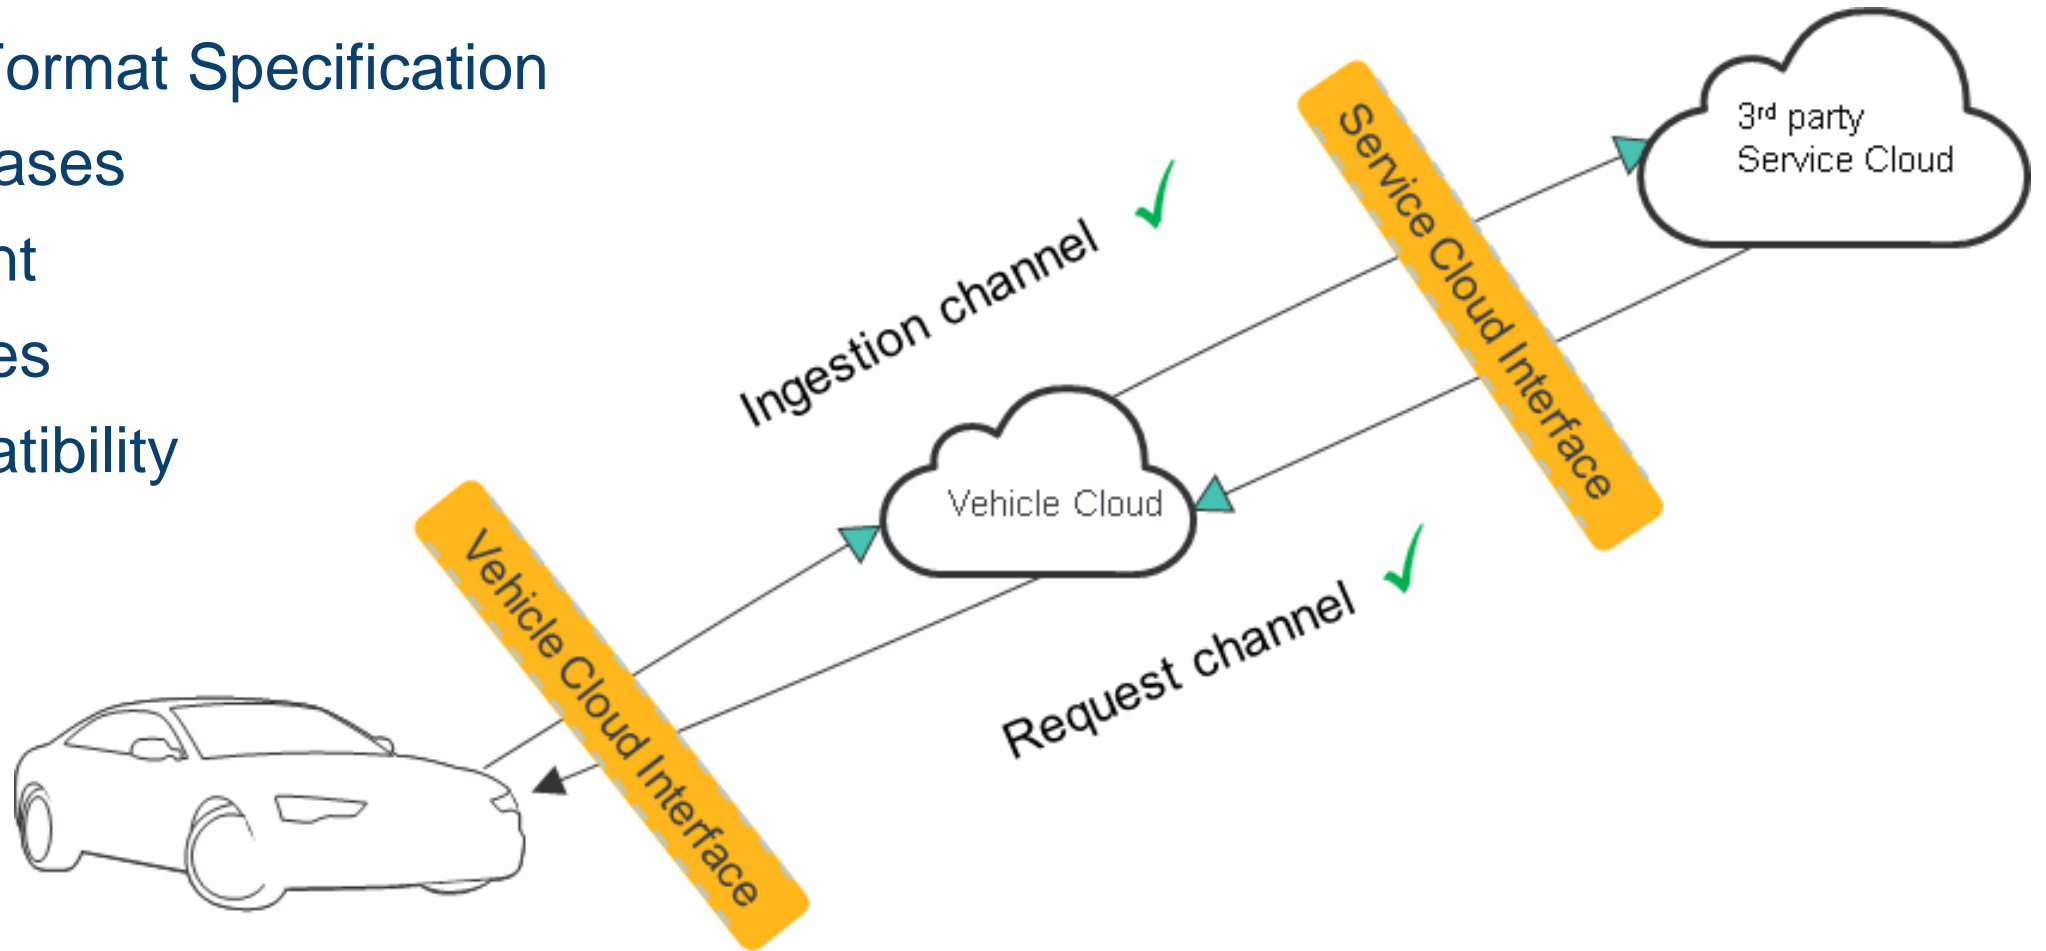 ormat Specification
ases
nt
es
atibility
Ingestion channel
3rd party
Service Cloud
Service Cloud Interface
Vehicle Cloud
Request channel
Vehicle Cloud Interface